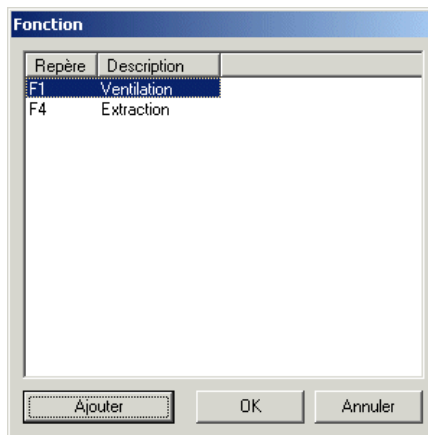 Fonction
Repère Description
F1 Ventilation
F4 Extraction
Ajouter OK Annuler